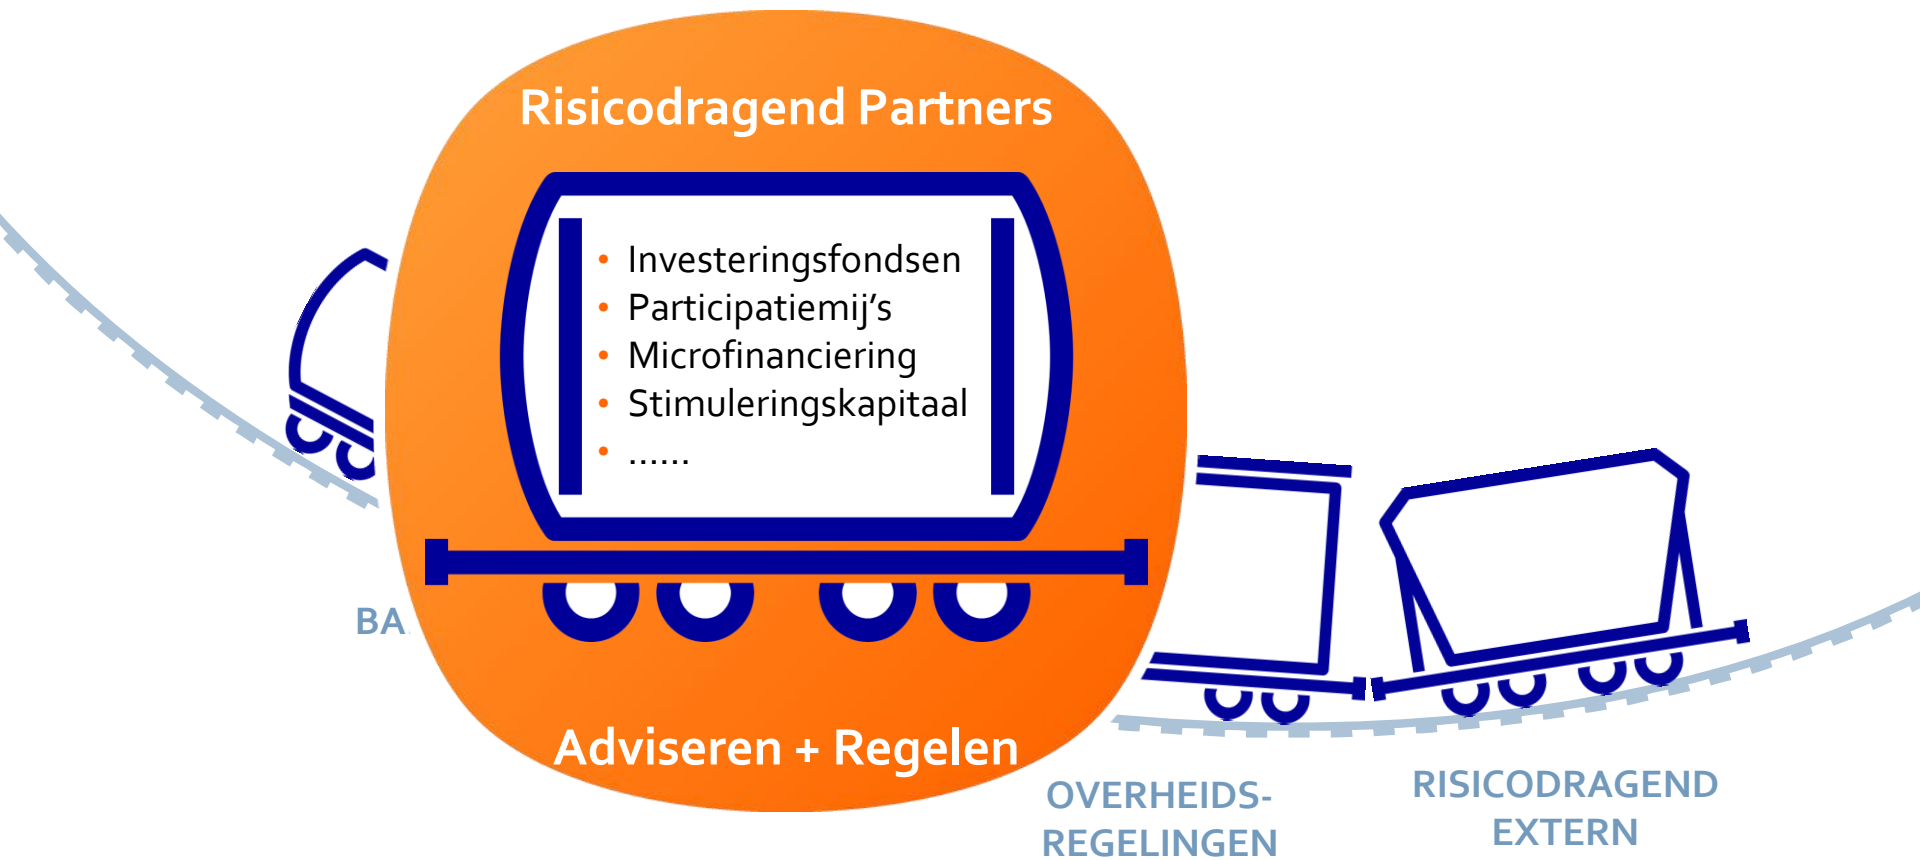 Risicodragend Partners
• Investeringsfondsen
• Participatiemij’s
• Microfinanciering
• Stimuleringskapitaal
• ......
BA
Adviseren + Regelen
OVERHEIDS-
REGELINGEN
RISICODRAGEND
EXTERN